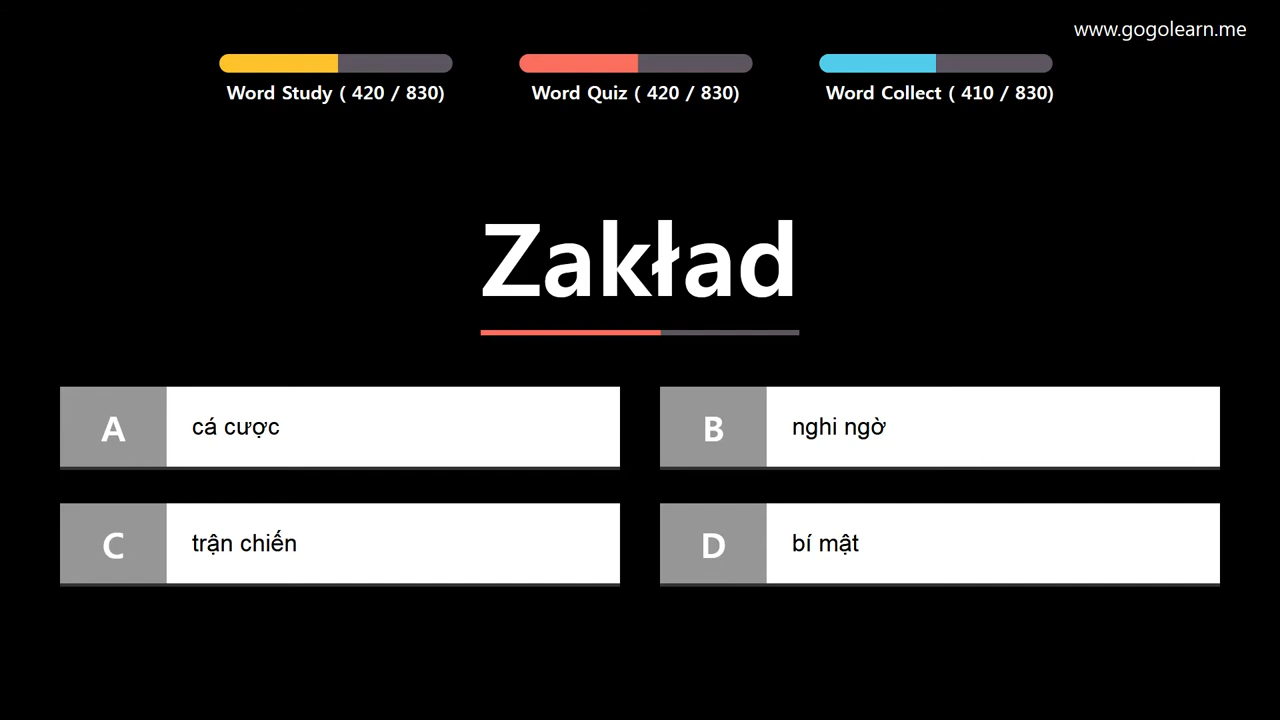 www.gogolearn.me
Word Study ( 420 / 830)
Word Quiz ( 420 / 830)
Word Collect ( 410 / 830)
Zakład
A cá cược
B nghi ngờ
C trận chiến
D bí mật